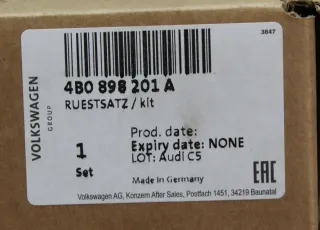 3847
VOLKSWAGEN
GROUP
4B0 898 201 A
RUESTSATZ / kit
Prod. date:
1
Set
Expiry date: NONE
LOT: Audi C5
Made in Germany
EAC
Volkswagen AG, Konzern After Sales, Postfach 1451, 34219 Baunatal